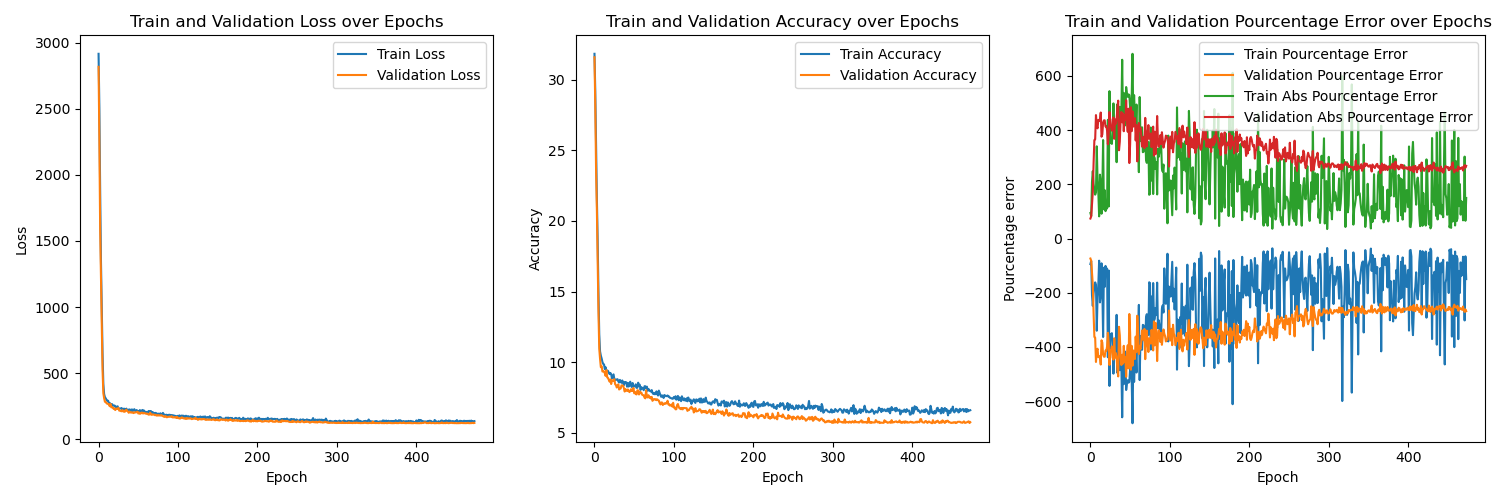 Train and Validation Loss over Epochs
Train Loss
Validation Loss
3000
2500
2000
1500
1000
500
0
Loss
0 100 200 300 400
Epoch
Train and Validation Accuracy over Epochs
Train Accuracy
Validation Accuracy
30
25
20
15
10
5
Accuracy
0 100 200 300 400
Epoch
Train and Validation Pourcentage Error over Epochs
Train Pourcentage Error
Validation Pourcentage Error
Train Abs Pourcentage Error
Validation Abs Pourcentage Error
600
400
200
0
−200
−400
−600
Pourcentage error
0 100 200 300 400
Epoch